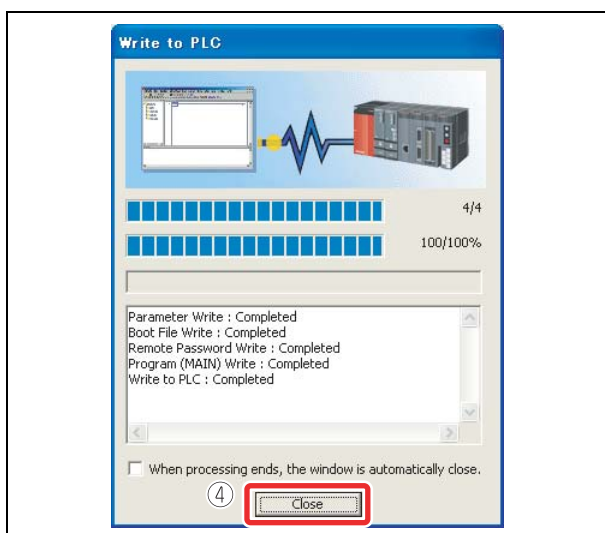 Write to PLC
4/4
100/100%
Parameter Write : Completed
Boot File Write : Completed
Remote Password Write : Completed
Program (MAIN) Write : Completed
Write to PLC : Completed
When processing ends, the window is automatically close.
④
Close